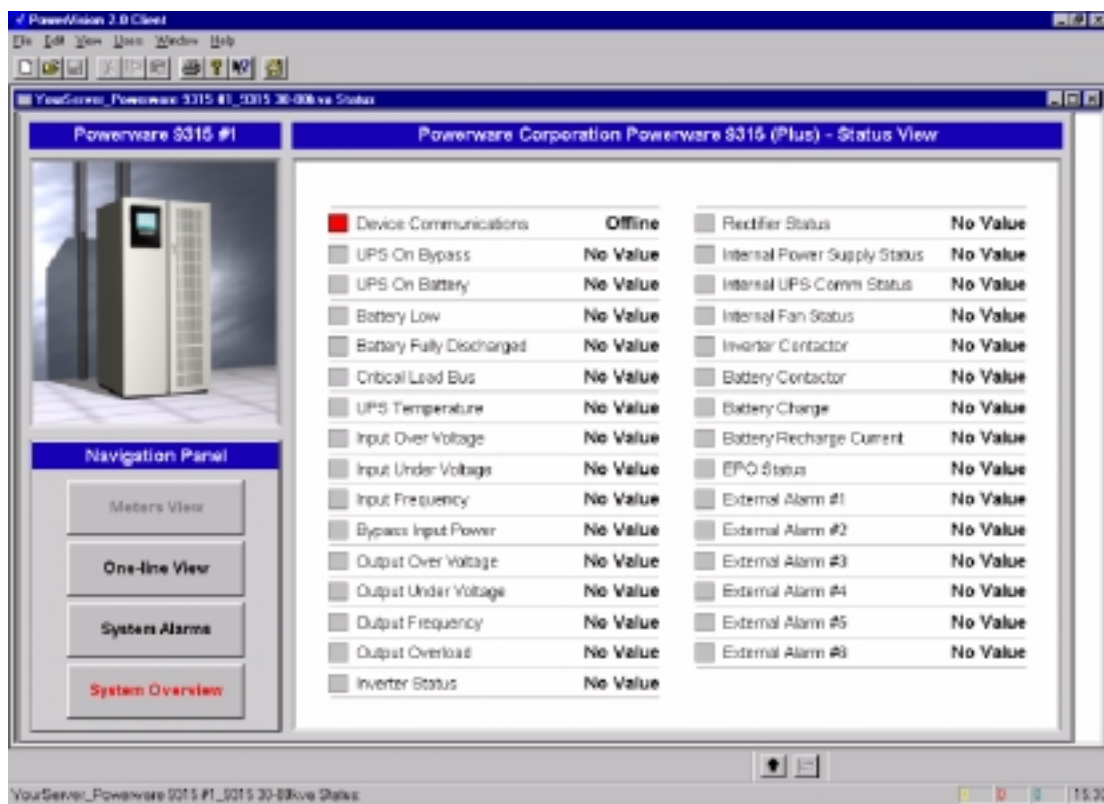 PowerVision 2.0 Client
File Edit View Users Window Help
YourServer_Powerware 9315 #1_9315 30-80kva Status
Powerware 9315 #1
Powerware Corporation Powerware 9315 (Plus) - Status View
Device Communications Offline
UPS On Bypass No Value
UPS On Battery No Value
Battery Low No Value
Battery Fully Discharged No Value
Critical Load Bus No Value
UPS Temperature No Value
Input Over Voltage No Value
Input Under Voltage No Value
Input Frequency No Value
Bypass Input Power No Value
Output Over Voltage No Value
Output Under Voltage No Value
Output Frequency No Value
Output Overload No Value
Inverter Status No Value
Rectifier Status No Value
Internal Power Supply Status No Value
Internal UPS Comm Status No Value
Internal Fan Status No Value
Inverter Contactor No Value
Battery Contactor No Value
Battery Charge No Value
Battery Recharge Current No Value
EPO Status No Value
External Alarm #1 No Value
External Alarm #2 No Value
External Alarm #3 No Value
External Alarm #4 No Value
External Alarm #5 No Value
External Alarm #6 No Value
Navigation Panel
Meters View
One-line View
System Alarms
System Overview
YourServer_Powerware 9315 #1_9315 30-80kva Status
0 0 0